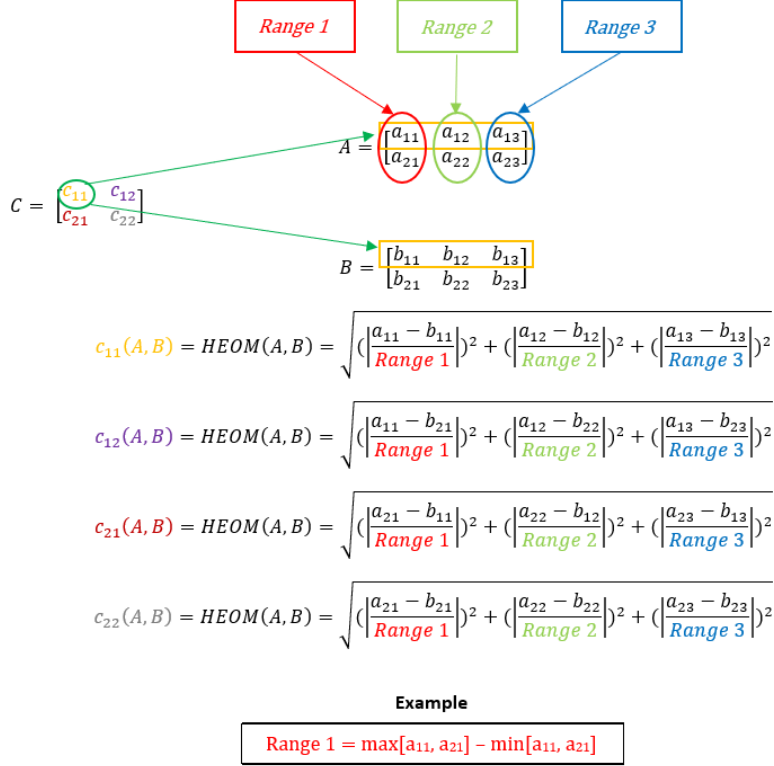 Range 1 Range 2 Range 3
A = [a₁₁ a₁₂ a₁₃
a₂₁ a₂₂ a₂₃]
C = [c₁₁ c₁₂
c₂₁ c₂₂]
B = [b₁₁ b₁₂ b₁₃
b₂₁ b₂₂ b₂₃]
c₁₁(A, B) = HEOM(A, B) = √((|(a₁₁ − b₁₁)/Range 1|)² + (|(a₁₂ − b₁₂)/Range 2|)² + (|(a₁₃ − b₁₃)/Range 3|)²)
c₁₂(A, B) = HEOM(A, B) = √((|(a₁₁ − b₂₁)/Range 1|)² + (|(a₁₂ − b₂₂)/Range 2|)² + (|(a₁₃ − b₂₃)/Range 3|)²)
c₂₁(A, B) = HEOM(A, B) = √((|(a₂₁ − b₁₁)/Range 1|)² + (|(a₂₂ − b₁₂)/Range 2|)² + (|(a₂₃ − b₁₃)/Range 3|)²)
c₂₂(A, B) = HEOM(A, B) = √((|(a₂₁ − b₂₁)/Range 1|)² + (|(a₂₂ − b₂₂)/Range 2|)² + (|(a₂₃ − b₂₃)/Range 3|)²)
Example
Range 1 = max[a₁₁, a₂₁] – min[a₁₁, a₂₁]